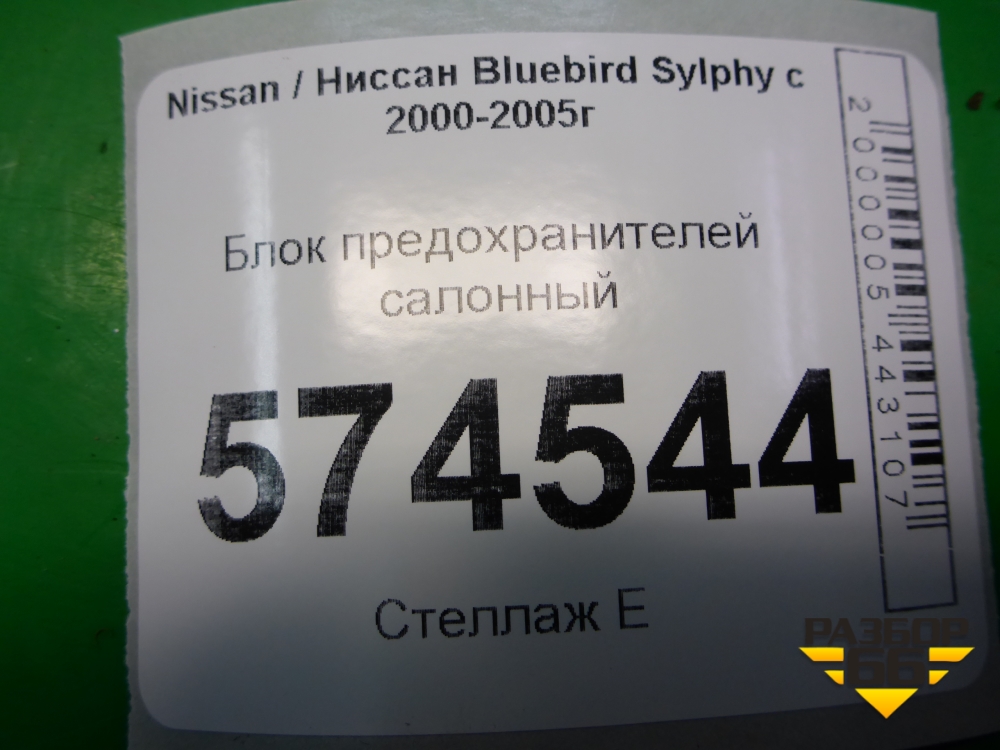 Nissan / Ниссан Bluebird Sylphy с
2000-2005г
Блок предохранителей
салонный
574544
Стеллаж Е
2000005443107
РАЗБОР
66